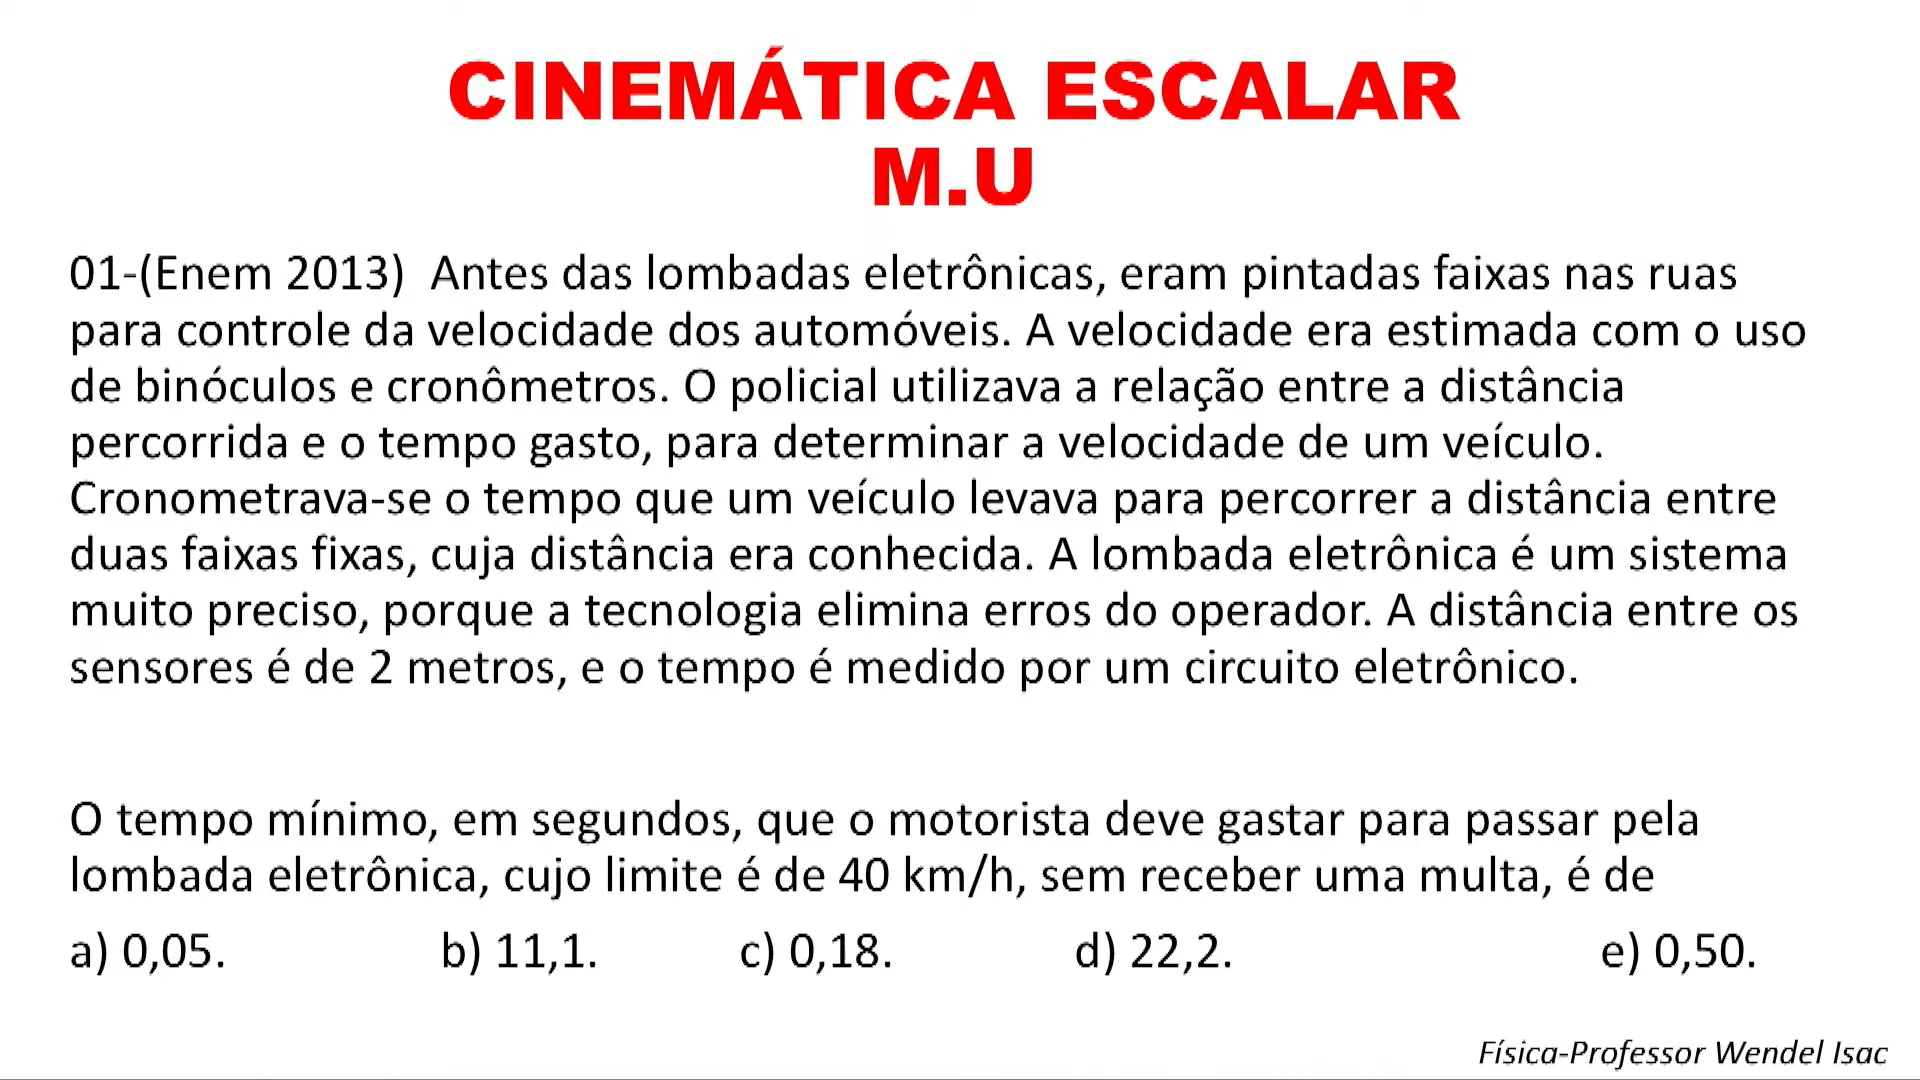 CINEMÁTICA ESCALAR
M.U
01-(Enem 2013)  Antes das lombadas eletrônicas, eram pintadas faixas nas ruas
para controle da velocidade dos automóveis. A velocidade era estimada com o uso
de binóculos e cronômetros. O policial utilizava a relação entre a distância
percorrida e o tempo gasto, para determinar a velocidade de um veículo.
Cronometrava-se o tempo que um veículo levava para percorrer a distância entre
duas faixas fixas, cuja distância era conhecida. A lombada eletrônica é um sistema
muito preciso, porque a tecnologia elimina erros do operador. A distância entre os
sensores é de 2 metros, e o tempo é medido por um circuito eletrônico.
O tempo mínimo, em segundos, que o motorista deve gastar para passar pela
lombada eletrônica, cujo limite é de 40 km/h, sem receber uma multa, é de
a) 0,05. b) 11,1. c) 0,18. d) 22,2. e) 0,50.
Física-Professor Wendel Isac